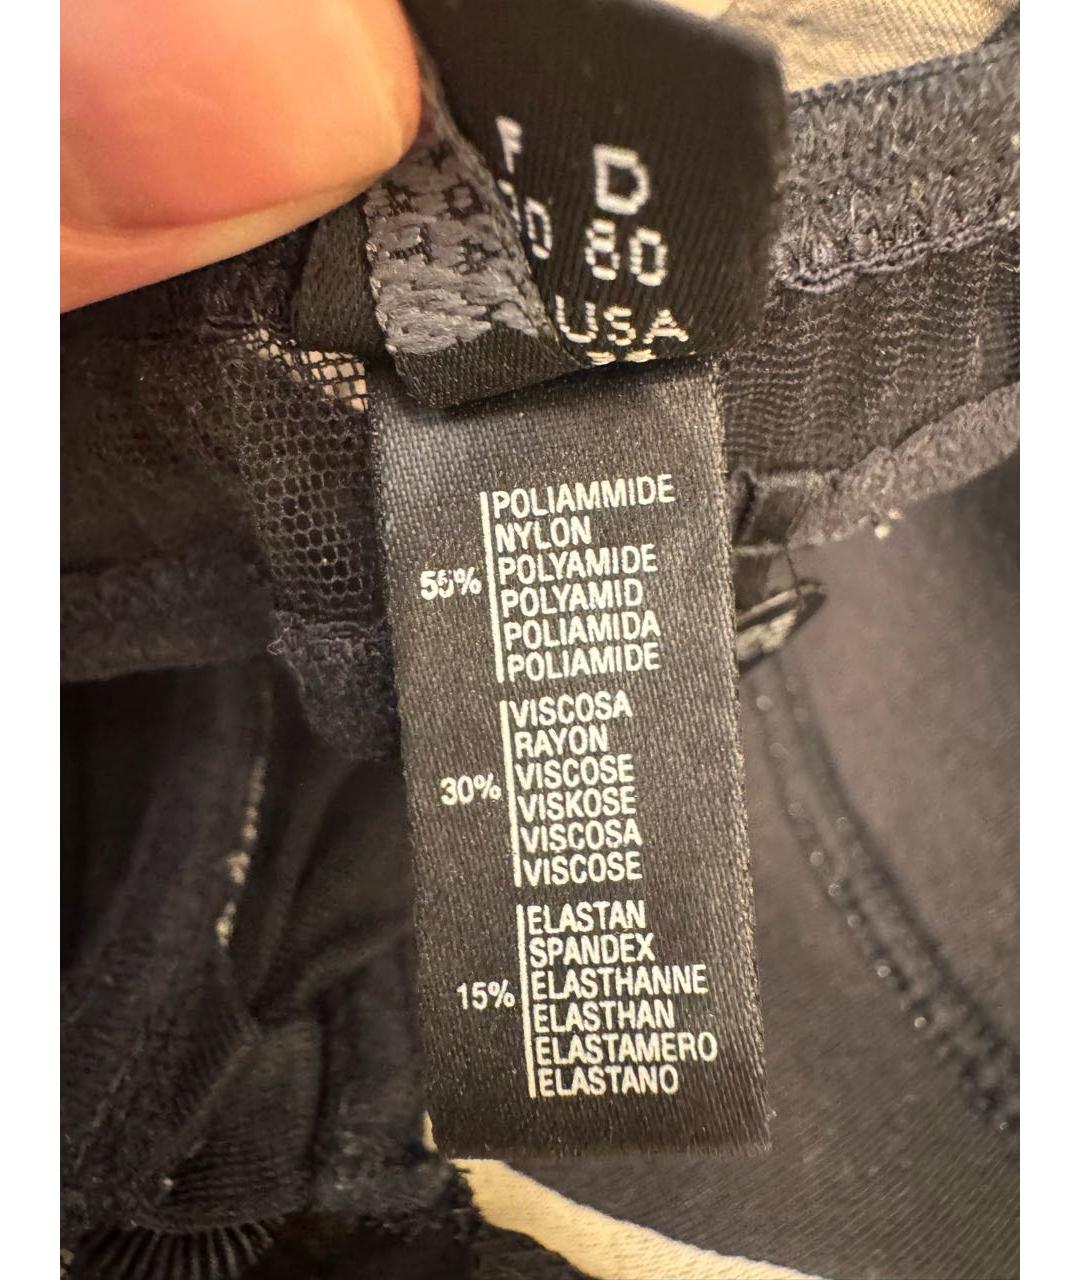 F D
80
USA
55%
POLIAMMIDE
NYLON
POLYAMIDE
POLYAMID
POLIAMIDA
POLIAMIDE
30%
VISCOSA
RAYON
VISCOSE
VISKOSE
VISCOSA
VISCOSE
15%
ELASTAN
SPANDEX
ELASTHANNE
ELASTHAN
ELASTAMERO
ELASTANO